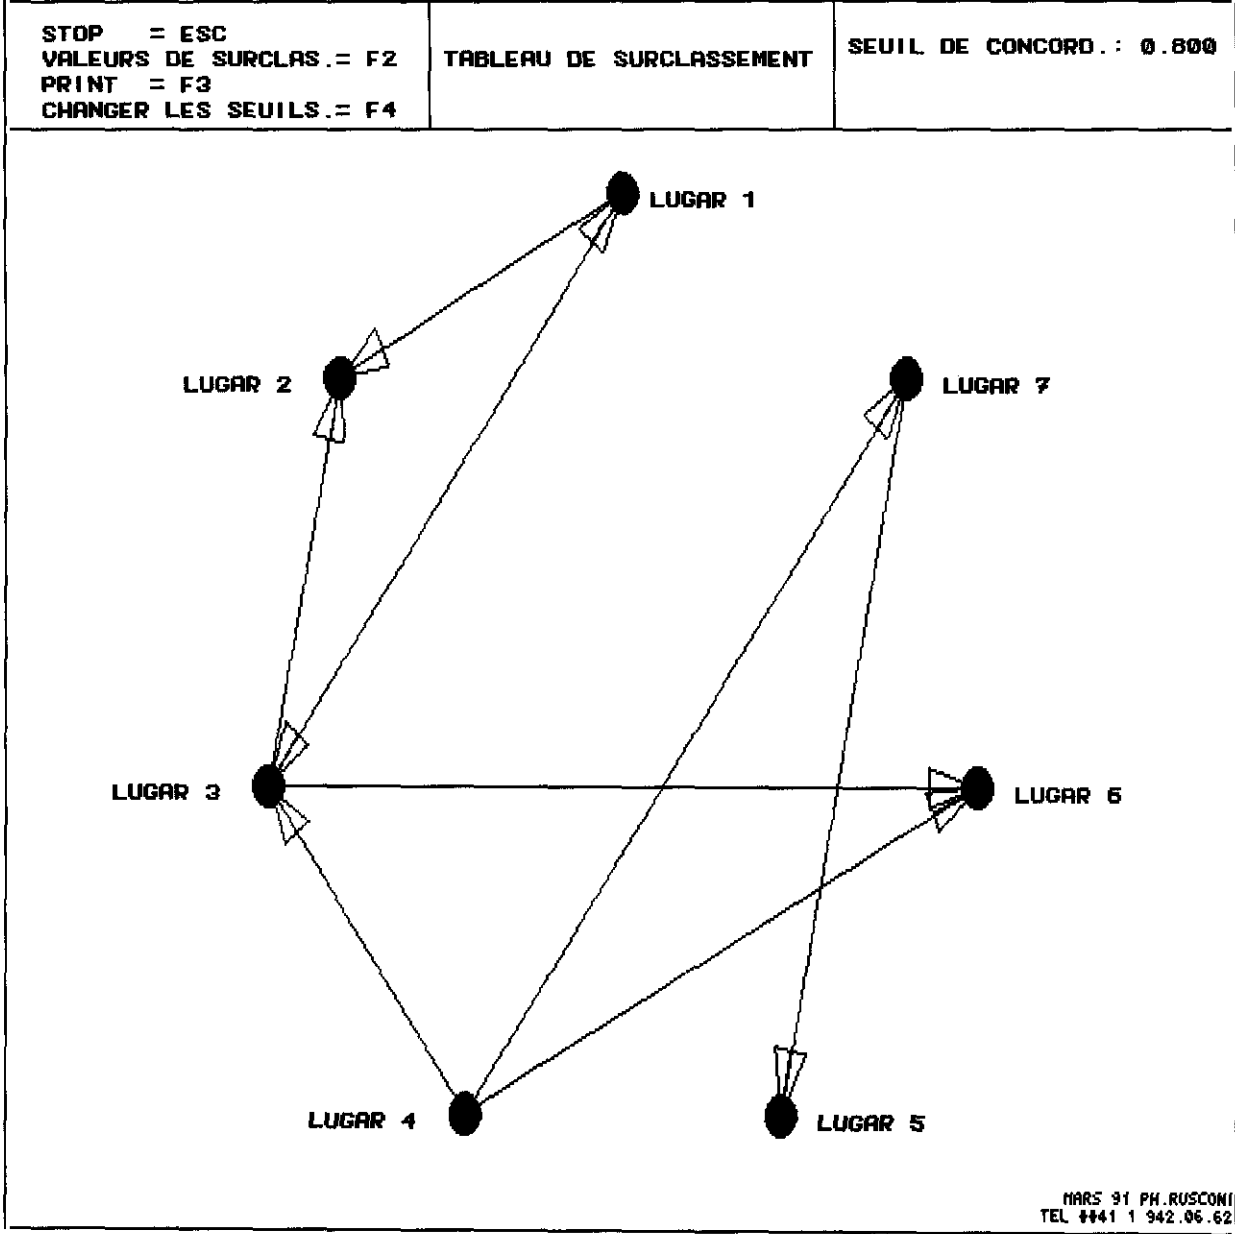 STOP = ESC
VALEURS DE SURCLAS.= F2
PRINT = F3
CHANGER LES SEUILS.= F4
TABLEAU DE SURCLASSEMENT
SEUIL DE CONCORD.: 0.800
LUGAR 1
LUGAR 2
LUGAR 7
LUGAR 3
LUGAR 6
LUGAR 4
LUGAR 5
MARS 91 PH.RUSCONI
TEL ++41 1 942.06.62